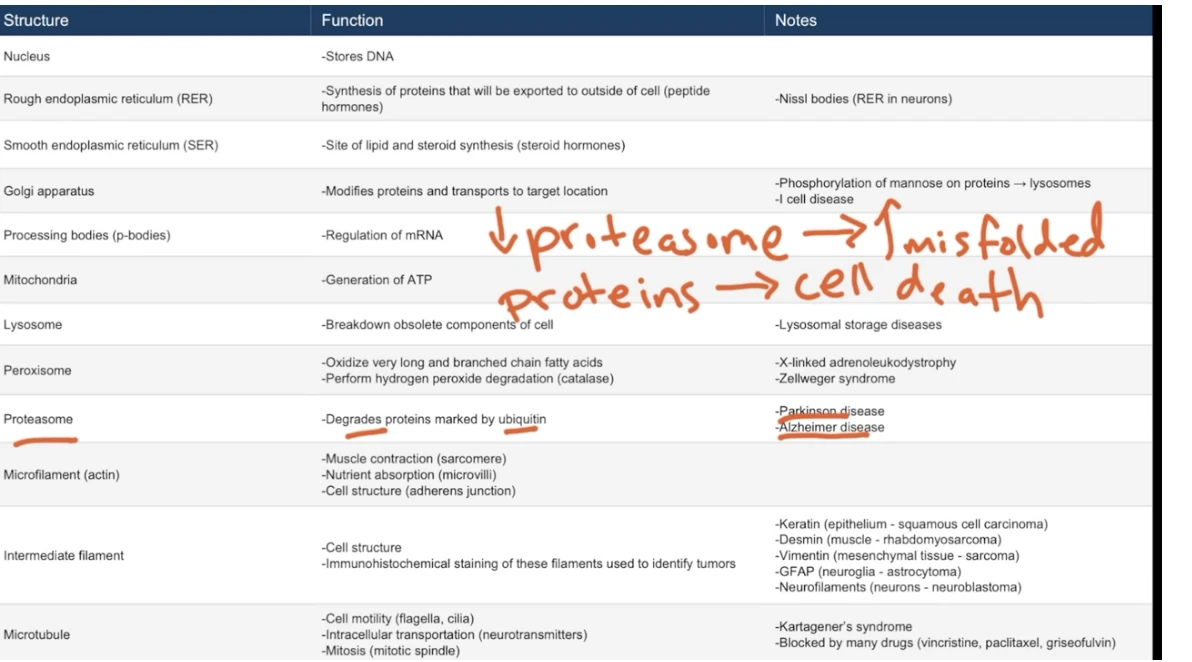 Structure Function Notes
Nucleus -Stores DNA
Rough endoplasmic reticulum (RER) -Synthesis of proteins that will be exported to outside of cell (peptide -Nissl bodies (RER in neurons)
hormones)
Smooth endoplasmic reticulum (SER) -Site of lipid and steroid synthesis (steroid hormones)
Golgi apparatus -Modifies proteins and transports to target location -Phosphorylation of mannose on proteins → lysosomes
-I cell disease
Processing bodies (p-bodies) -Regulation of mRNA
↓ proteasome → ↑ misfolded
proteins → cell death
Mitochondria -Generation of ATP
Lysosome -Breakdown obsolete components of cell -Lysosomal storage diseases
Peroxisome -Oxidize very long and branched chain fatty acids -X-linked adrenoleukodystrophy
-Perform hydrogen peroxide degradation (catalase) -Zellweger syndrome
Proteasome -Degrades proteins marked by ubiquitin -Parkinson disease
-Alzheimer disease
Microfilament (actin) -Muscle contraction (sarcomere)
-Nutrient absorption (microvilli)
-Cell structure (adherens junction)
Intermediate filament -Cell structure -Keratin (epithelium - squamous cell carcinoma)
-Immunohistochemical staining of these filaments used to identify tumors -Desmin (muscle - rhabdomyosarcoma)
-Vimentin (mesenchymal tissue - sarcoma)
-GFAP (neuroglia - astrocytoma)
-Neurofilaments (neurons - neuroblastoma)
Microtubule -Cell motility (flagella, cilia) -Kartagener's syndrome
-Intracellular transportation (neurotransmitters) -Blocked by many drugs (vincristine, paclitaxel, griseofulvin)
-Mitosis (mitotic spindle)